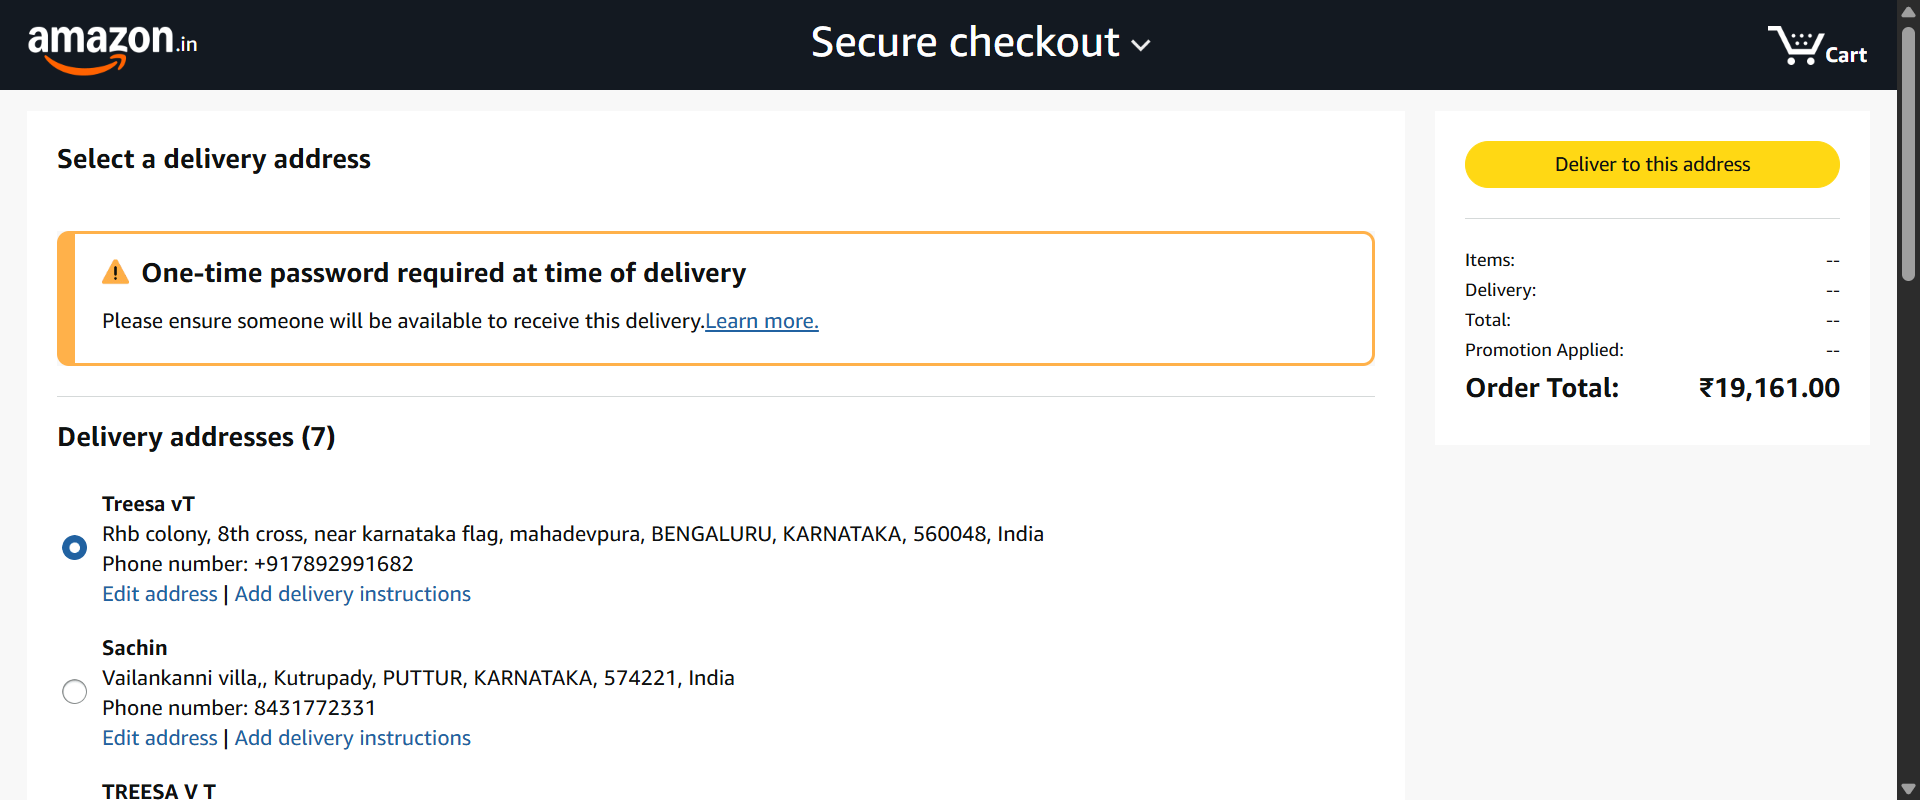 amazon.in
Secure checkout
Cart
Select a delivery address
One-time password required at time of delivery
Please ensure someone will be available to receive this delivery.Learn more.
Delivery addresses (7)
Treesa vT
Rhb colony, 8th cross, near karnataka flag, mahadevpura, BENGALURU, KARNATAKA, 560048, India
Phone number: +917892991682
Edit address | Add delivery instructions
Sachin
Vailankanni villa,, Kutrupady, PUTTUR, KARNATAKA, 574221, India
Phone number: 8431772331
Edit address | Add delivery instructions
TREESA V T
Deliver to this address
Items: --
Delivery: --
Total: --
Promotion Applied: --
Order Total: ₹19,161.00